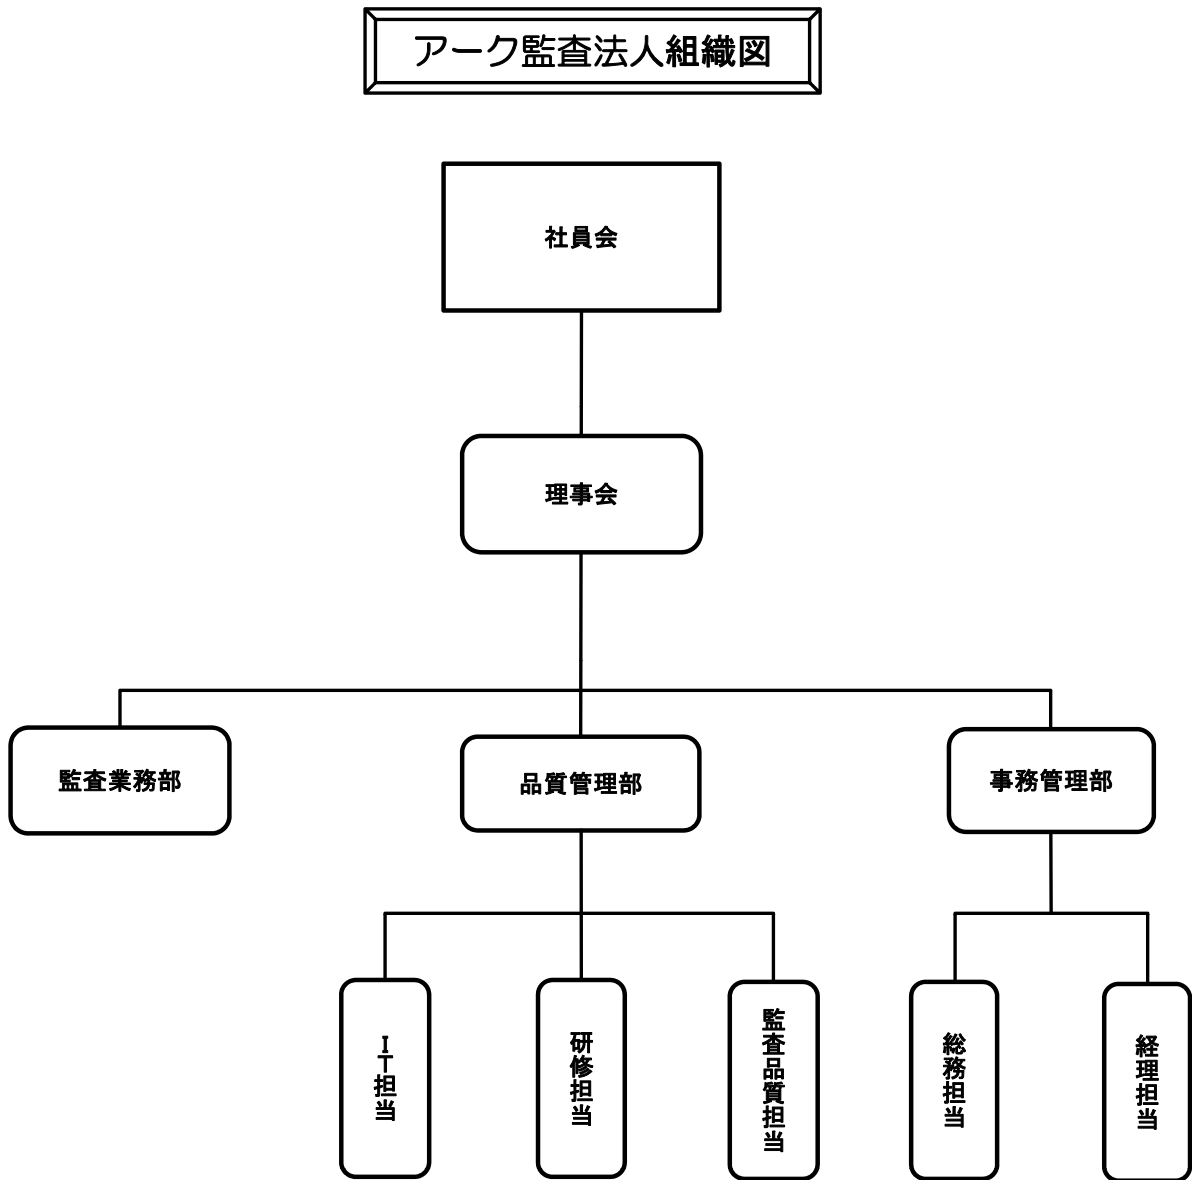 アーク監査法人組織図
社員会
理事会
監査業務部
品質管理部
事務管理部
IT担当
研修担当
監査品質担当
総務担当
経理担当